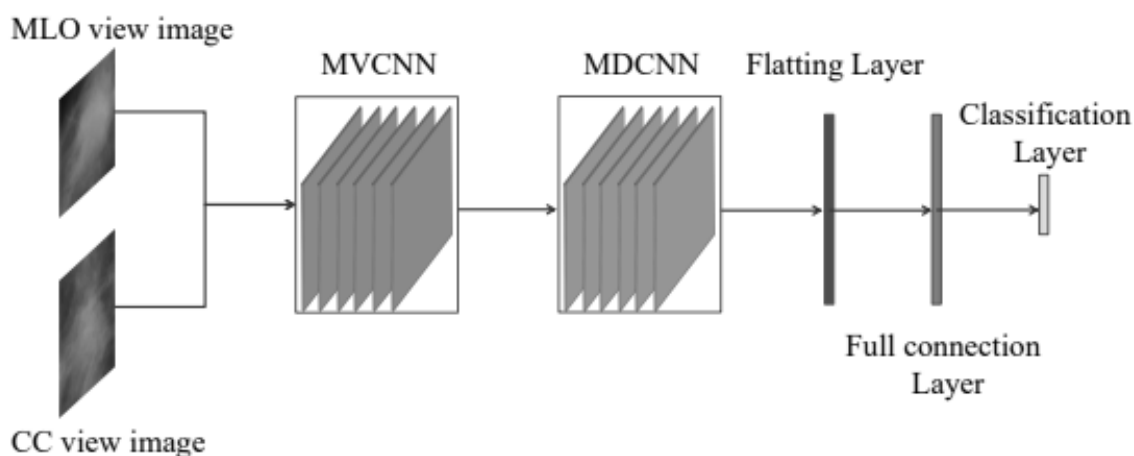 MLO view image
MVCNN
MDCNN
Flatting Layer
Classification
Layer
Full connection
Layer
CC view image